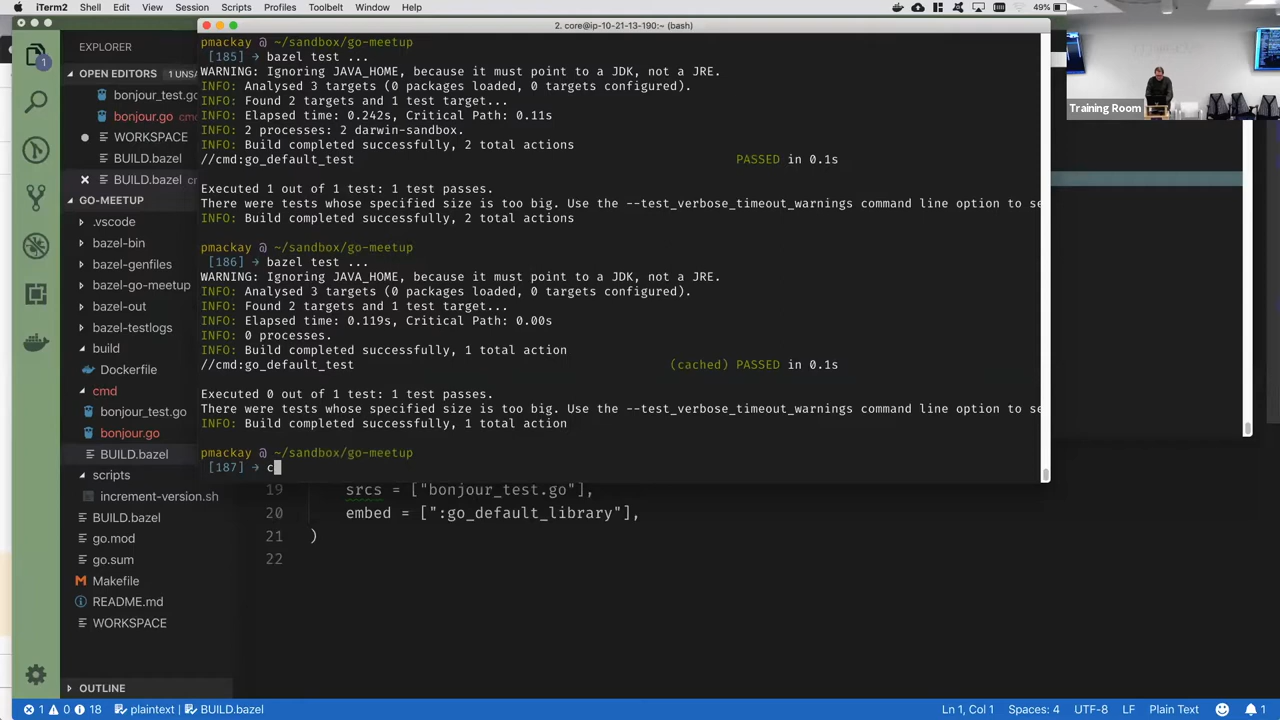 iTerm2 Shell Edit View Session Scripts Profiles Toolbelt Window Help 49%
2. core@ip-10-21-13-190:~ (bash)
EXPLORER
OPEN EDITORS 1 UNSA
bonjour_test.go
bonjour.go cmd
WORKSPACE
BUILD.bazel
BUILD.bazel cm
GO-MEETUP
.vscode
bazel-bin
bazel-genfiles
bazel-go-meetup
bazel-out
bazel-testlogs
build
Dockerfile
cmd
bonjour_test.go
bonjour.go
BUILD.bazel
scripts
increment-version.sh
BUILD.bazel
go.mod
go.sum
Makefile
README.md
WORKSPACE
OUTLINE
1
pmackay @ ~/sandbox/go-meetup
[185] → bazel test ...
WARNING: Ignoring JAVA_HOME, because it must point to a JDK, not a JRE.
INFO: Analysed 3 targets (0 packages loaded, 0 targets configured).
INFO: Found 2 targets and 1 test target...
INFO: Elapsed time: 0.242s, Critical Path: 0.11s
INFO: 2 processes: 2 darwin-sandbox.
INFO: Build completed successfully, 2 total actions
//cmd:go_default_test PASSED in 0.1s
Executed 1 out of 1 test: 1 test passes.
There were tests whose specified size is too big. Use the --test_verbose_timeout_warnings command line option to se
INFO: Build completed successfully, 2 total actions
pmackay @ ~/sandbox/go-meetup
[186] → bazel test ...
WARNING: Ignoring JAVA_HOME, because it must point to a JDK, not a JRE.
INFO: Analysed 3 targets (0 packages loaded, 0 targets configured).
INFO: Found 2 targets and 1 test target...
INFO: Elapsed time: 0.119s, Critical Path: 0.00s
INFO: 0 processes.
INFO: Build completed successfully, 1 total action
//cmd:go_default_test (cached) PASSED in 0.1s
Executed 0 out of 1 test: 1 test passes.
There were tests whose specified size is too big. Use the --test_verbose_timeout_warnings command line option to se
INFO: Build completed successfully, 1 total action
pmackay @ ~/sandbox/go-meetup
[187] → c
19 srcs = ["bonjour_test.go"],
20 embed = [":go_default_library"],
21 )
22
Training Room
1 0 18 plaintext | BUILD.bazel Ln 1, Col 1 Spaces: 4 UTF-8 LF Plain Text 1